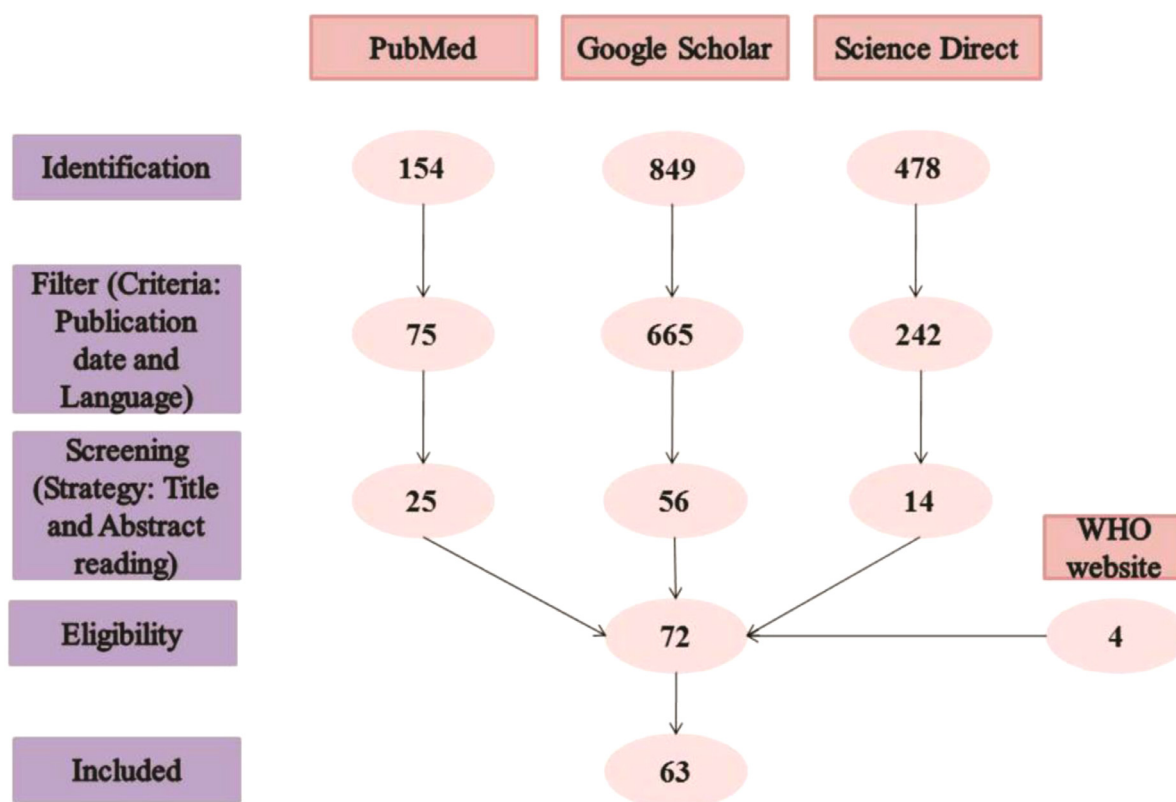 PubMed
Google Scholar
Science Direct
Identification
154
849
478
Filter (Criteria:
Publication
date and
Language)
75
665
242
Screening
(Strategy: Title
and Abstract
reading)
25
56
14
WHO
website
Eligibility
72
4
Included
63